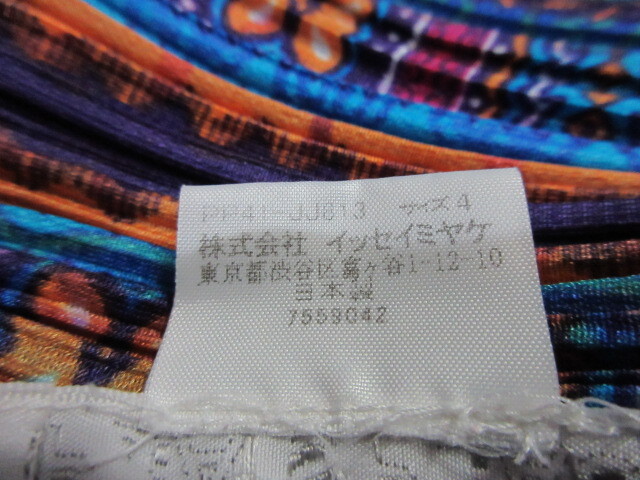 PP41-JJ813 サイズ4
株式会社 イッセイミヤケ
東京都渋谷区富ヶ谷1-12-10
日本製
7559042